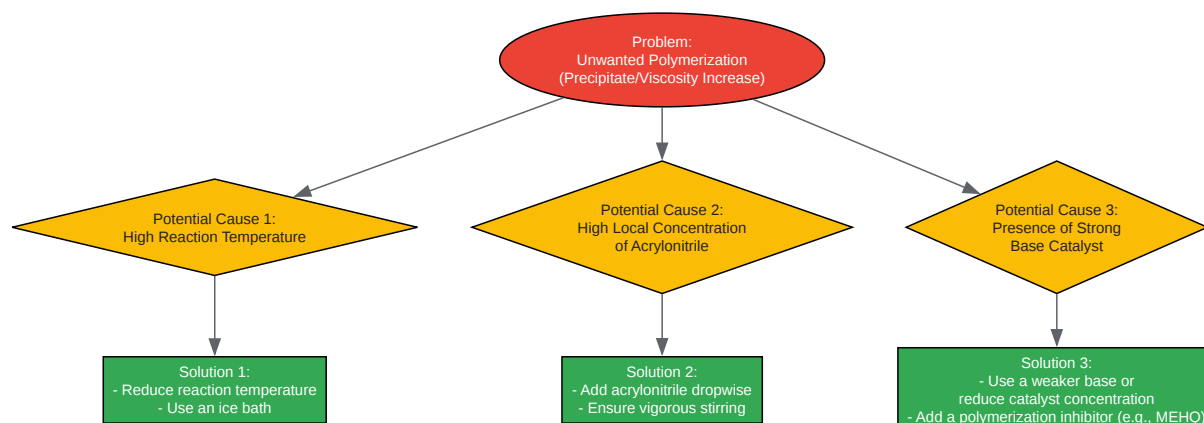 Problem:
Unwanted Polymerization
(Precipitate/Viscosity Increase)
Potential Cause 1:
High Reaction Temperature
Potential Cause 2:
High Local Concentration
of Acrylonitrile
Potential Cause 3:
Presence of Strong
Base Catalyst
Solution 1:
- Reduce reaction temperature
- Use an ice bath
Solution 2:
- Add acrylonitrile dropwise
- Ensure vigorous stirring
Solution 3:
- Use a weaker base or
reduce catalyst concentration
- Add a polymerization inhibitor (e.g., MEHQ)